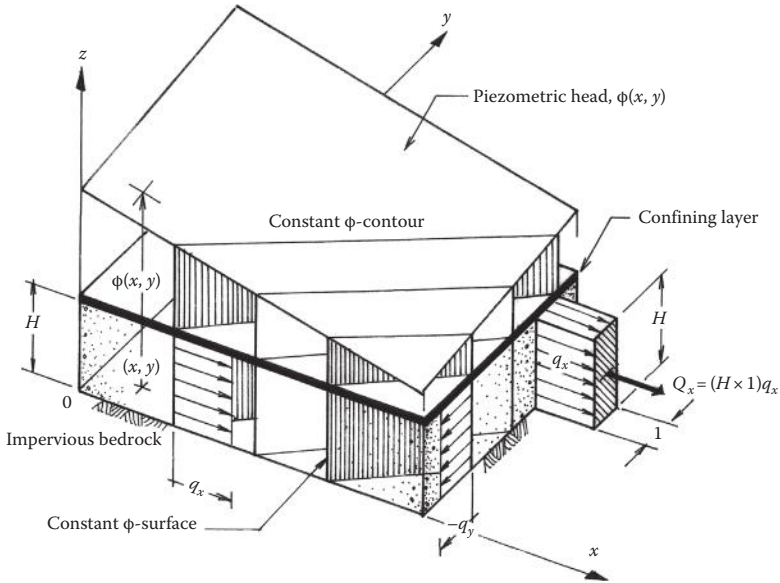 y
z
Piezometric head, ϕ(x, y)
Constant ϕ-contour
Confining layer
ϕ(x, y)
H
H
(x, y)
q_x
Q_x = (H × 1)q_x
0
Impervious bedrock
1
q_x
Constant ϕ-surface
−q_y
x